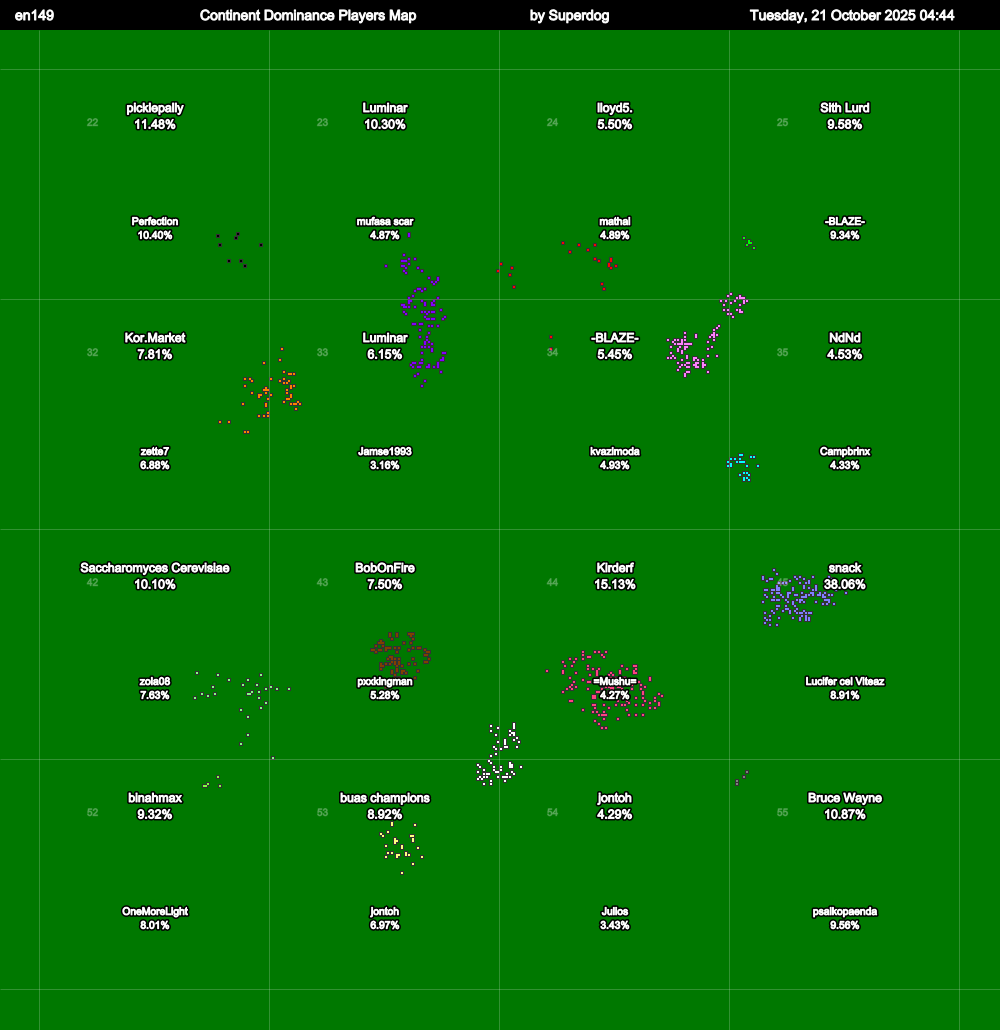 en149 Continent Dominance Players Map by Superdog Tuesday, 21 October 2025 04:44
picklepally Luminar lloyd5. Sith Lurd
22 11.48% 23 10.30% 24 5.50% 25 9.58%
Perfection mufasa scar mathai -BLAZE-
10.40% 4.87% 4.89% 9.34%
Kor.Market Luminar -BLAZE- NdNd
32 7.81% 33 6.15% 34 5.45% 35 4.53%
zette7 Jamse1993 kvazimoda Campbrinx
6.88% 3.16% 4.93% 4.33%
Saccharomyces Cerevisiae BobOnFire Kirderf snack
42 10.10% 43 7.50% 44 15.13% 38.06%
zola08 pxxkingman =Mushu= Lucifer cel Viteaz
7.63% 5.28% 4.27% 8.91%
binahmax buas champions jontoh Bruce Wayne
52 9.32% 53 8.92% 54 4.29% 55 10.87%
OneMoreLight jontoh Julios psaikopaenda
8.01% 6.97% 3.43% 9.56%